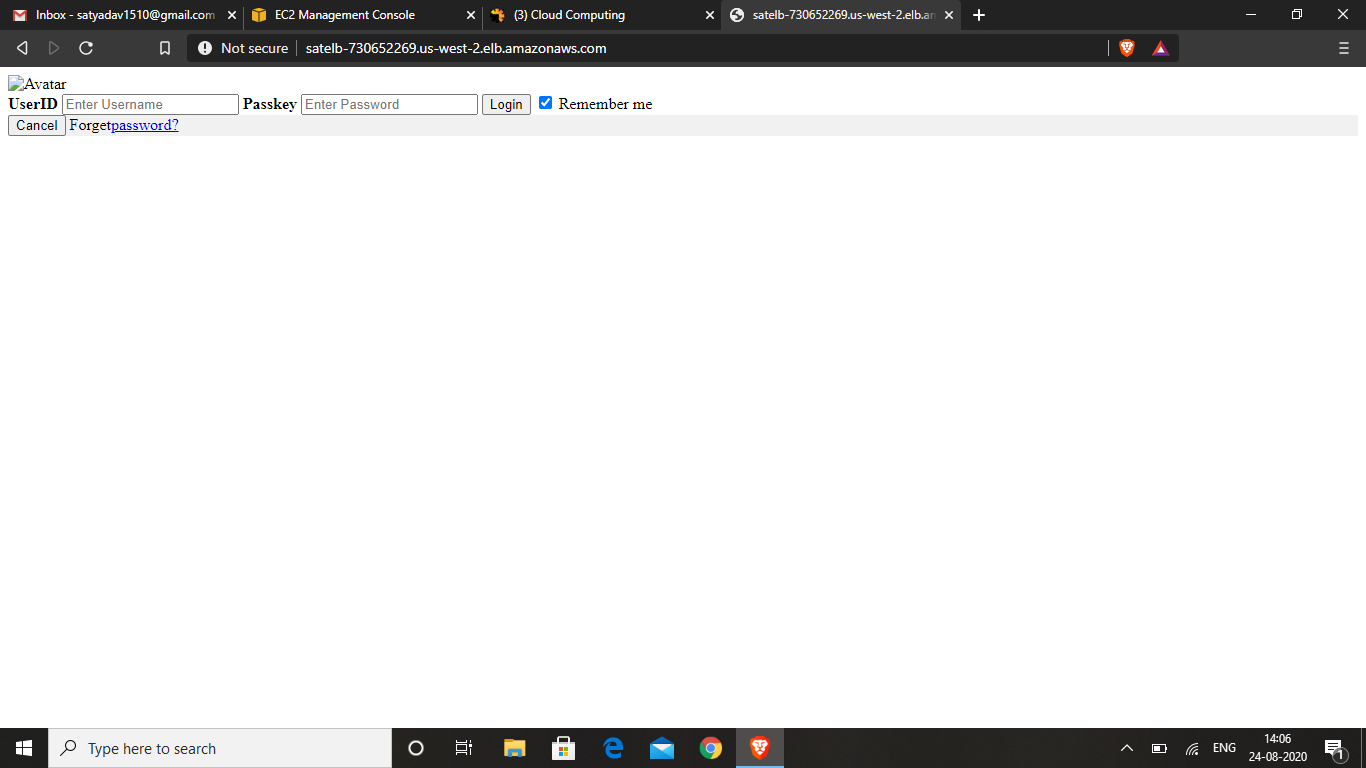 Inbox - satyadav1510@gmail.com EC2 Management Console (3) Cloud Computing satelb-730652269.us-west-2.elb.an
Not secure satelb-730652269.us-west-2.elb.amazonaws.com
Avatar
UserID Enter Username Passkey Enter Password Login Remember me
Cancel Forgetpassword?
Type here to search ENG 14:06
24-08-2020 1